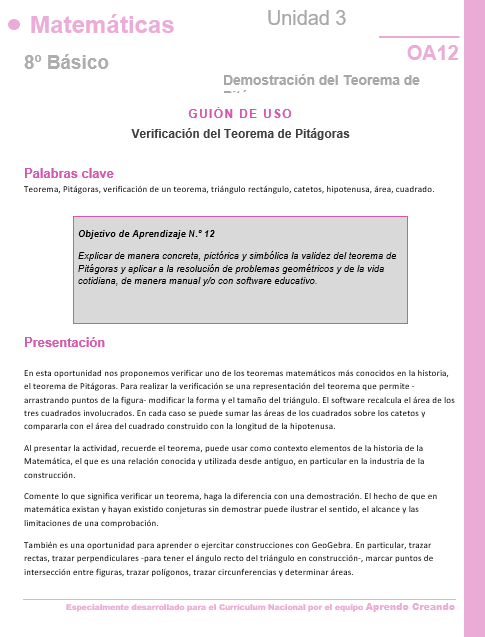 • Matemáticas
Unidad 3
OA12
8º Básico
Demostración del Teorema de
GUIÓN DE USO
Verificación del Teorema de Pitágoras
Palabras clave
Teorema, Pitágoras, verificación de un teorema, triángulo rectángulo, catetos, hipotenusa, área, cuadrado.
Objetivo de Aprendizaje N.° 12
Explicar de manera concreta, pictórica y simbólica la validez del teorema de
Pitágoras y aplicar a la resolución de problemas geométricos y de la vida
cotidiana, de manera manual y/o con software educativo.
Presentación
En esta oportunidad nos proponemos verificar uno de los teoremas matemáticos más conocidos en la historia,
el teorema de Pitágoras. Para realizar la verificación se una representación del teorema que permite -
arrastrando puntos de la figura- modificar la forma y el tamaño del triángulo. El software recalcula el área de los
tres cuadrados involucrados. En cada caso se puede sumar las áreas de los cuadrados sobre los catetos y
compararla con el área del cuadrado construido con la longitud de la hipotenusa.
Al presentar la actividad, recuerde el teorema, puede usar como contexto elementos de la historia de la
Matemática, el que es una relación conocida y utilizada desde antiguo, en particular en la industria de la
construcción.
Comente lo que significa verificar un teorema, haga la diferencia con una demostración. El hecho de que en
matemática existan y hayan existido conjeturas sin demostrar puede ilustrar el sentido, el alcance y las
limitaciones de una comprobación.
También es una oportunidad para aprender o ejercitar construcciones con GeoGebra. En particular, trazar
rectas, trazar perpendiculares -para tener el ángulo recto del triángulo en construcción-, marcar puntos de
intersección entre figuras, trazar polígonos, trazar circunferencias y determinar áreas.
Especialmente desarrollado para el Currículum Nacional por el equipo Aprendo Creando